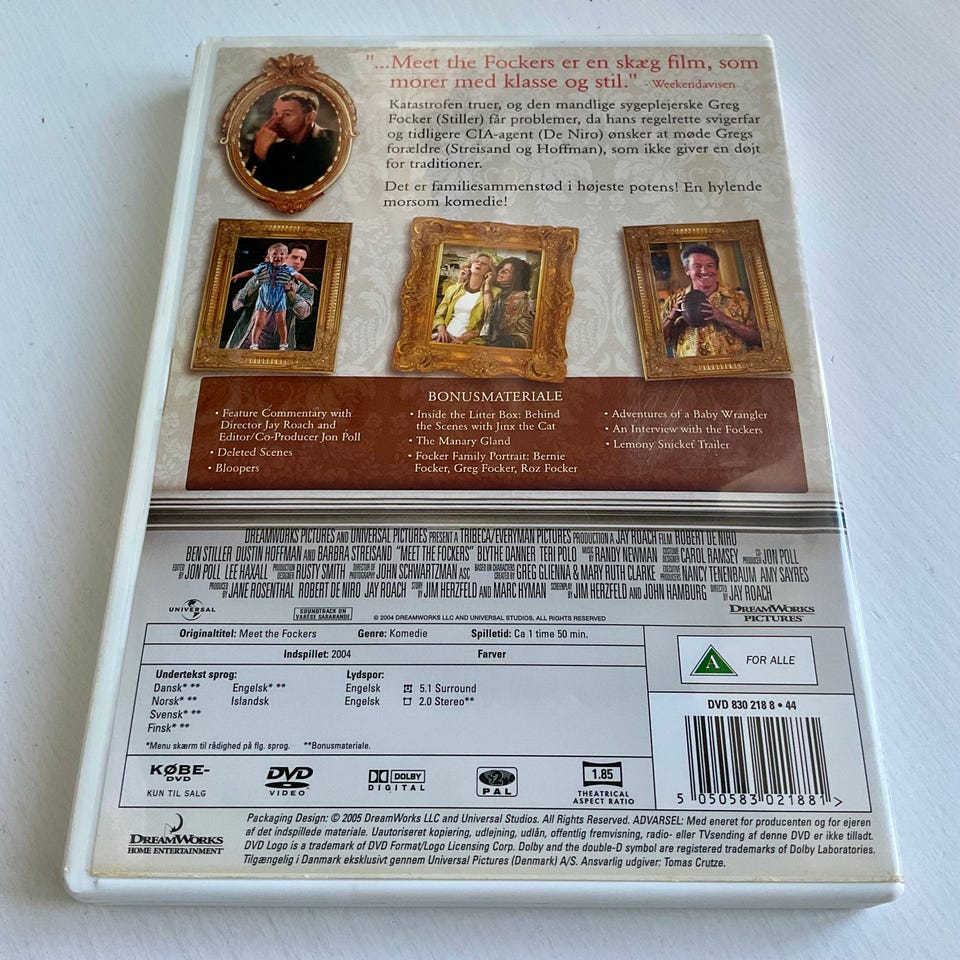 "...Meet the Fockers er en skæg film, som
morer med klasse og stil." - Weekendavisen
Katastrofen truer, og den mandlige sygeplejerske Greg
Focker (Stiller) får problemer, da hans regelrette svigerfar
og tidligere CIA-agent (De Niro) ønsker at møde Gregs
forældre (Streisand og Hoffman), som ikke giver en døjt
for traditioner.
Det er familiesammenstød i højeste potens! En hylende
morsom komedie!
BONUSMATERIALE
• Feature Commentary with
Director Jay Roach and
Editor/Co-Producer Jon Poll
• Deleted Scenes
• Bloopers
• Inside the Litter Box: Behind
the Scenes with Jinx the Cat
• The Manary Gland
• Focker Family Portrait: Bernie
Focker, Greg Focker, Roz Focker
• Adventures of a Baby Wrangler
• An Interview with the Fockers
• Lemony Snicket Trailer
DREAMWORKS PICTURES AND UNIVERSAL PICTURES PRESENT A TRIBECA/EVERYMAN PICTURES PRODUCTION A JAY ROACH FILM ROBERT DE NIRO
BEN STILLER DUSTIN HOFFMAN AND BARBRA STREISAND "MEET THE FOCKERS" BLYTHE DANNER TERI POLO MUSIC BY RANDY NEWMAN COSTUME DESIGNER CAROL RAMSEY CO-PRODUCER JON POLL
EDITED BY JON POLL LEE HAXALL PRODUCTION DESIGNER RUSTY SMITH DIRECTOR OF PHOTOGRAPHY JOHN SCHWARTZMAN ASC BASED ON CHARACTERS CREATED BY GREG GLIENNA & MARY RUTH CLARKE EXECUTIVE PRODUCERS NANCY TENENBAUM AMY SAYRES
PRODUCED BY JANE ROSENTHAL ROBERT DE NIRO JAY ROACH STORY BY JIM HERZFELD AND MARC HYMAN SCREENPLAY BY JIM HERZFELD AND JOHN HAMBURG DIRECTED BY JAY ROACH
UNIVERSAL
SOUNDTRACK ON
VARÈSE SARABANDE
© 2004 DREAMWORKS LLC AND UNIVERSAL STUDIOS. ALL RIGHTS RESERVED
DREAMWORKS
PICTURES
Originaltitel: Meet the Fockers Genre: Komedie Spilletid: Ca 1 time 50 min.
Indspillet: 2004 Farver
Undertekst sprog:
Dansk* ** Engelsk* **
Norsk* ** Islandsk
Svensk* **
Finsk* **
Lydspor:
Engelsk 5.1 Surround
Engelsk 2.0 Stereo**
*Menu skærm til rådighed på flg. sprog. **Bonusmateriale.
A FOR ALLE
DVD 830 218 8 • 44
5 050583 021881 >
KØBE-
DVD
KUN TIL SALG
DVD
VIDEO
DOLBY
DIGITAL
2
PAL
1.85
THEATRICAL
ASPECT RATIO
DREAMWORKS
HOME ENTERTAINMENT
Packaging Design: © 2005 DreamWorks LLC and Universal Studios. All Rights Reserved. ADVARSEL: Med eneret for producenten og for ejeren
af det indspillede materiale. Uautoriseret kopiering, udlejning, udlån, offentlig fremvisning, radio- eller TVsending af denne DVD er ikke tilladt.
DVD Logo is a trademark of DVD Format/Logo Licensing Corp. Dolby and the double-D symbol are registered trademarks of Dolby Laboratories.
Tilgængelig i Danmark eksklusivt gennem Universal Pictures (Denmark) A/S. Ansvarlig udgiver: Tomas Crutze.